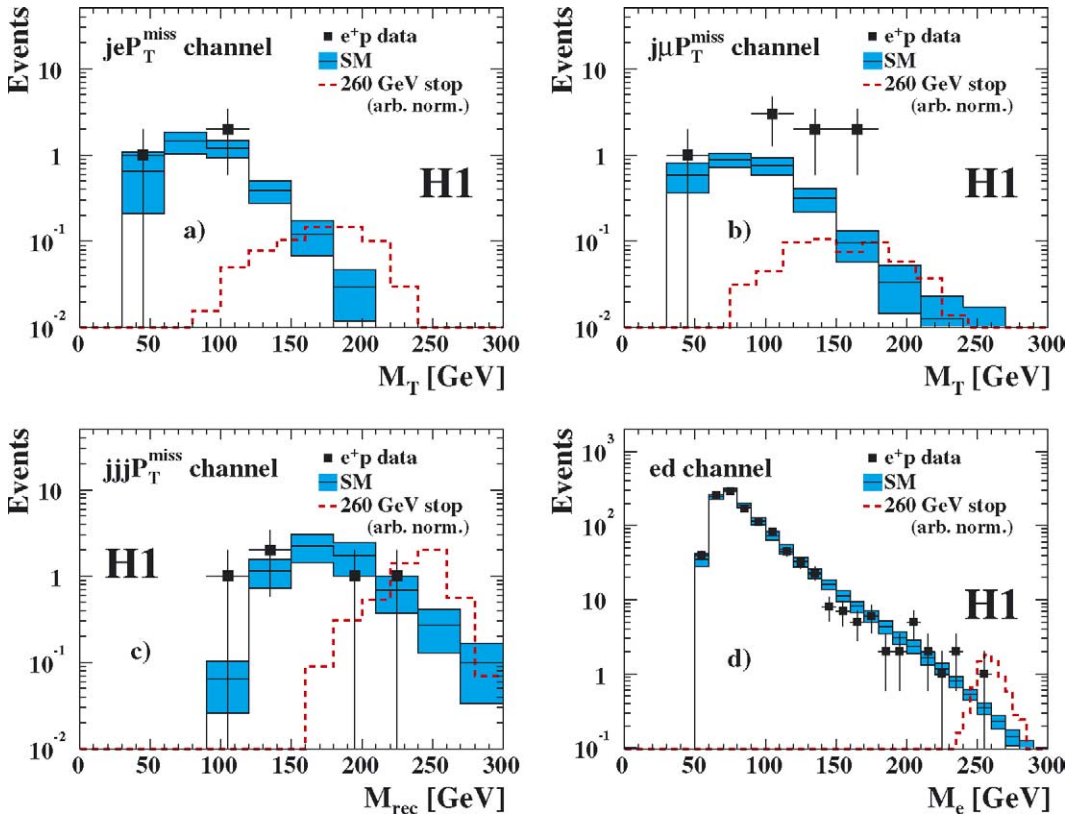 Events
jeP_T^miss channel
e⁺p data
SM
260 GeV stop
(arb. norm.)
H1
a)
10
1
10⁻¹
10⁻²
0 50 100 150 200 250 300
M_T [GeV]
Events
jμP_T^miss channel
e⁺p data
SM
260 GeV stop
(arb. norm.)
H1
b)
10
1
10⁻¹
10⁻²
0 50 100 150 200 250 300
M_T [GeV]
Events
jjjP_T^miss channel
e⁺p data
SM
260 GeV stop
(arb. norm.)
H1
c)
10
1
10⁻¹
10⁻²
0 50 100 150 200 250 300
M_rec [GeV]
Events
ed channel
e⁺p data
SM
260 GeV stop
(arb. norm.)
H1
d)
10³
10²
10
1
10⁻¹
0 50 100 150 200 250 300
M_e [GeV]